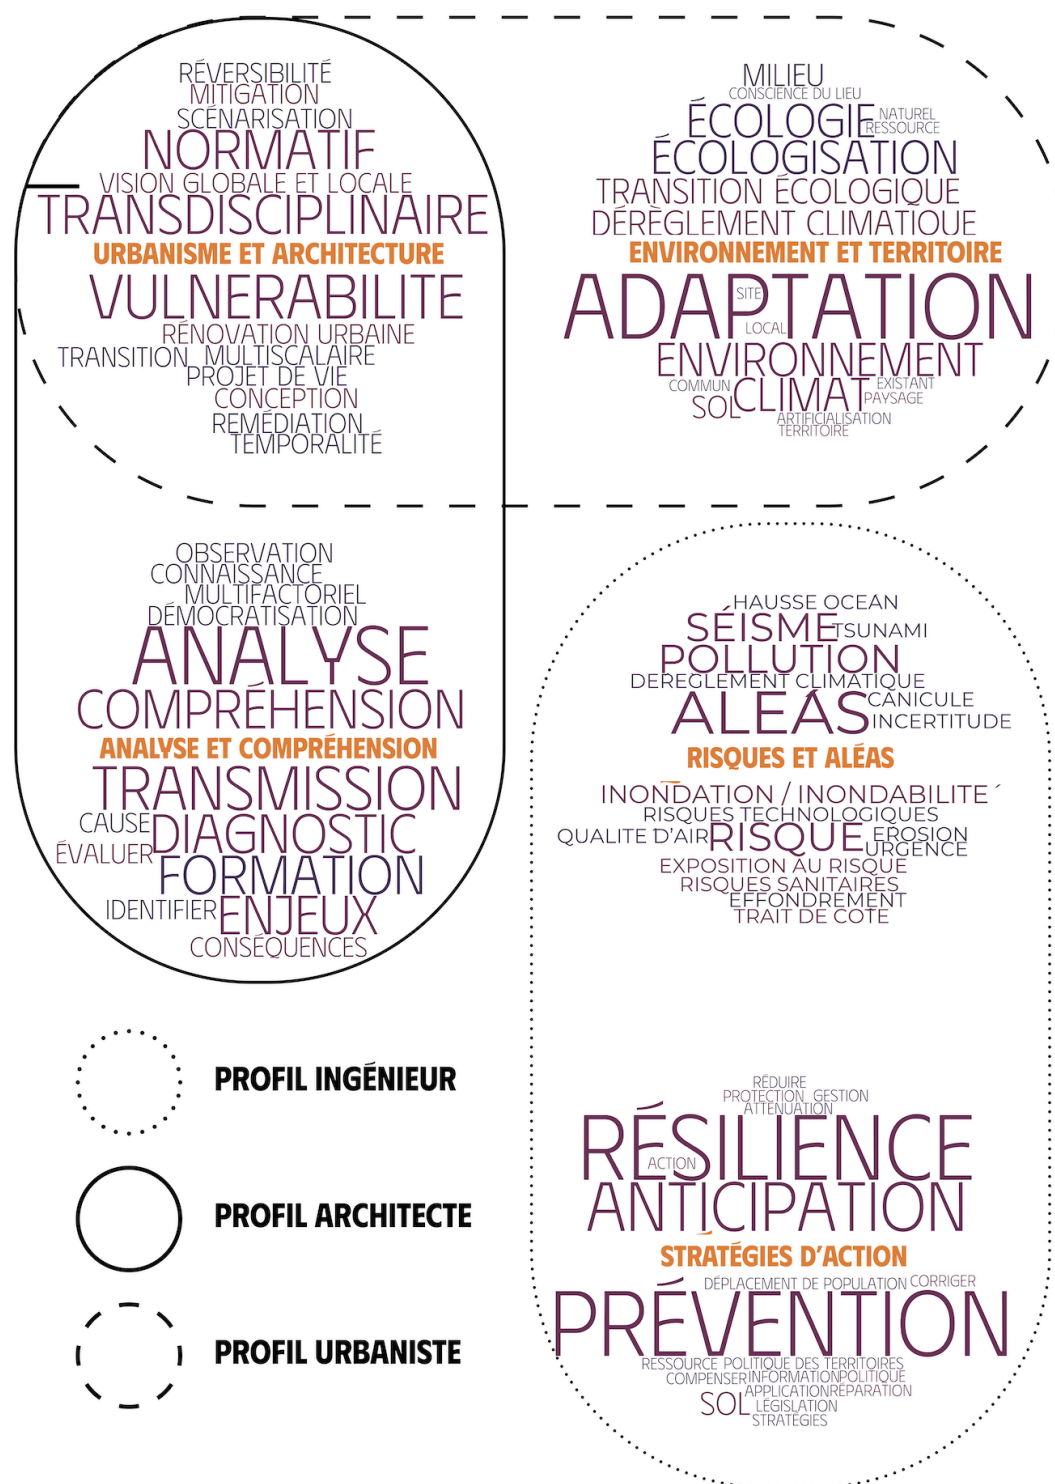 RÉVERSIBILITÉ
MITIGATION
SCÉNARISATION
NORMATIF
VISION GLOBALE ET LOCALE
TRANSDISCIPLINAIRE
URBANISME ET ARCHITECTURE
VULNERABILITE
RÉNOVATION URBAINE
TRANSITION MULTISCALAIRE
PROJET DE VIE
CONCEPTION
REMÉDIATION
TEMPORALITÉ
MILIEU
CONSCIENCE DU LIEU
ÉCOLOGIE
NATUREL
RESSOURCE
ÉCOLOGISATION
TRANSITION ÉCOLOGIQUE
DÉRÈGLEMENT CLIMATIQUE
ENVIRONNEMENT ET TERRITOIRE
ADAPTATION
SITE
LOCAL
ENVIRONNEMENT
COMMUN
CLIMAT
EXISTANT
PAYSAGE
SOL
ARTIFICIALISATION
TERRITOIRE
OBSERVATION
CONNAISSANCE
MULTIFACTORIEL
DÉMOCRATISATION
ANALYSE
COMPRÉHENSION
ANALYSE ET COMPRÉHENSION
TRANSMISSION
CAUSE
DIAGNOSTIC
ÉVALUER
FORMATION
IDENTIFIER
ENJEUX
CONSÉQUENCES
HAUSSE OCEAN
SÉISME
TSUNAMI
POLLUTION
DEREGLEMENT CLIMATIQUE
ALEÁS
CANICULE
INCERTITUDE
RISQUES ET ALÉAS
INONDATION / INONDABILITE´
RISQUES TECHNOLOGIQUES
QUALITE D'AIR
RISQUE
EROSION
URGENCE
EXPOSITION AU RISQUE
RISQUES SANITAIRES
EFFONDREMENT
TRAIT DE COTE
RÉDUIRE
PROTECTION GESTION
ATTÉNUATION
RÉSILIENCE
ACTION
ANTICIPATION
STRATÉGIES D'ACTION
DÉPLACEMENT DE POPULATION CORRIGER
PRÉVENTION
RESSOURCE POLITIQUE DES TERRITOIRES
COMPENSER INFORMATION POLITIQUE
APPLICATION RÉPARATION
SOL
LÉGISLATION
STRATÉGIES
PROFIL INGÉNIEUR
PROFIL ARCHITECTE
PROFIL URBANISTE